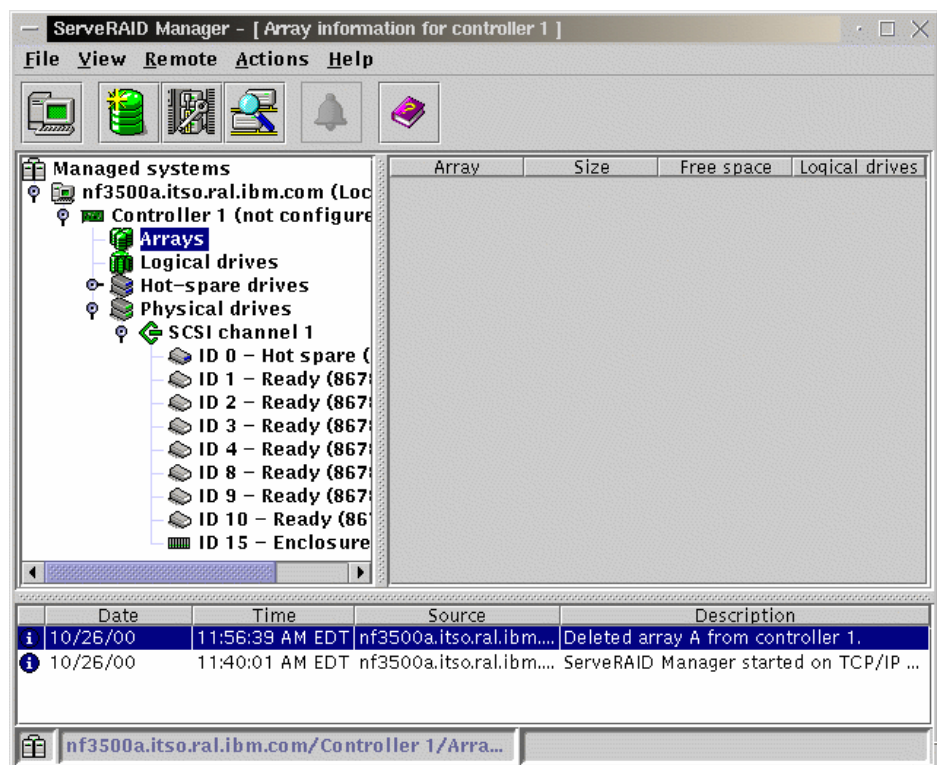 ServeRAID Manager – [ Array information for controller 1 ]
File View Remote Actions Help
Managed systems
nf3500a.itso.ral.ibm.com (Loc
Controller 1 (not configure
Arrays
Logical drives
Hot–spare drives
Physical drives
SCSI channel 1
ID 0 – Hot spare (
ID 1 – Ready (867
ID 2 – Ready (867
ID 3 – Ready (867
ID 4 – Ready (867
ID 8 – Ready (867
ID 9 – Ready (867
ID 10 – Ready (86
ID 15 – Enclosure
Array Size Free space Logical drives
Date Time Source Description
10/26/00 11:56:39 AM EDT nf3500a.itso.ral.ibm.... Deleted array A from controller 1.
10/26/00 11:40:01 AM EDT nf3500a.itso.ral.ibm.... ServeRAID Manager started on TCP/IP ...
nf3500a.itso.ral.ibm.com/Controller 1/Arra...